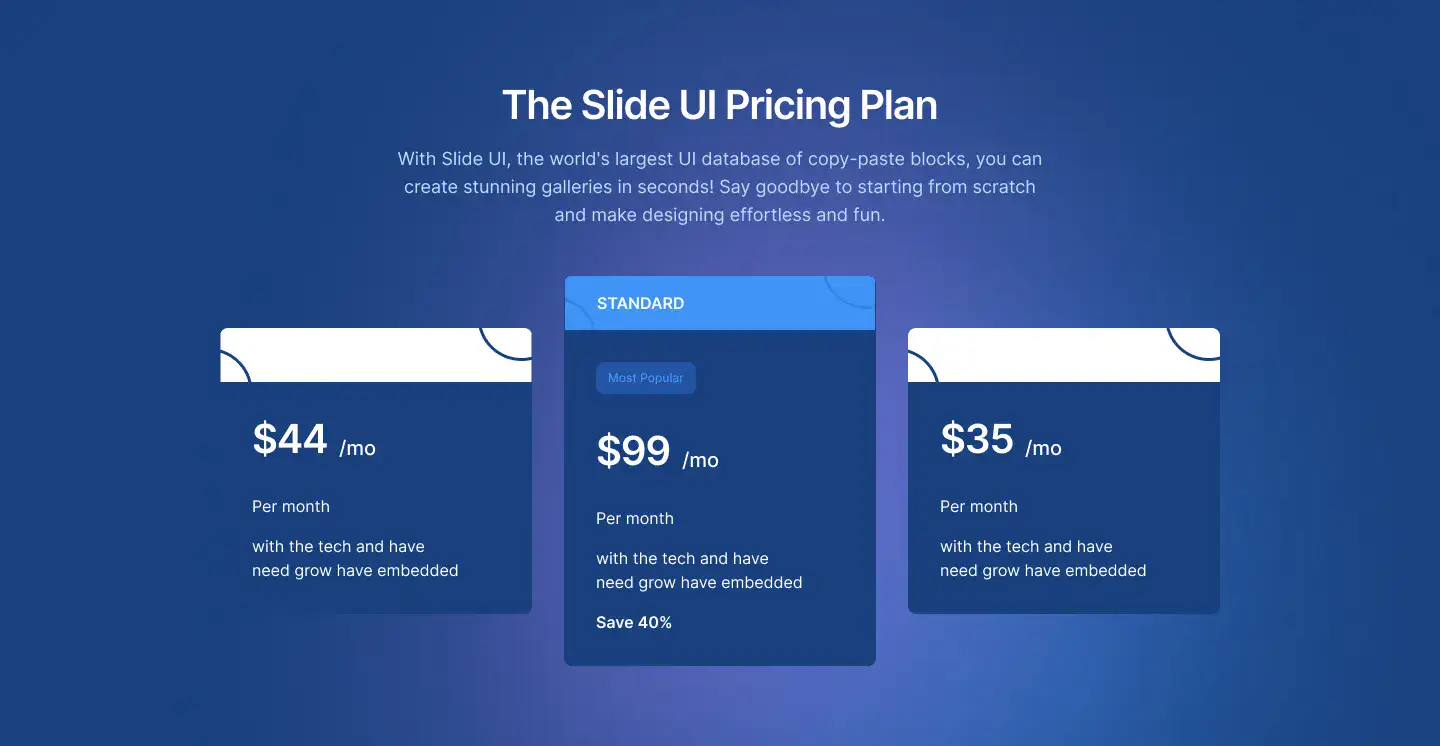 The Slide UI Pricing Plan
With Slide UI, the world's largest UI database of copy-paste blocks, you can
create stunning galleries in seconds! Say goodbye to starting from scratch
and make designing effortless and fun.
$44 /mo
Per month
with the tech and have
need grow have embedded
STANDARD
Most Popular
$99 /mo
Per month
with the tech and have
need grow have embedded
Save 40%
$35 /mo
Per month
with the tech and have
need grow have embedded